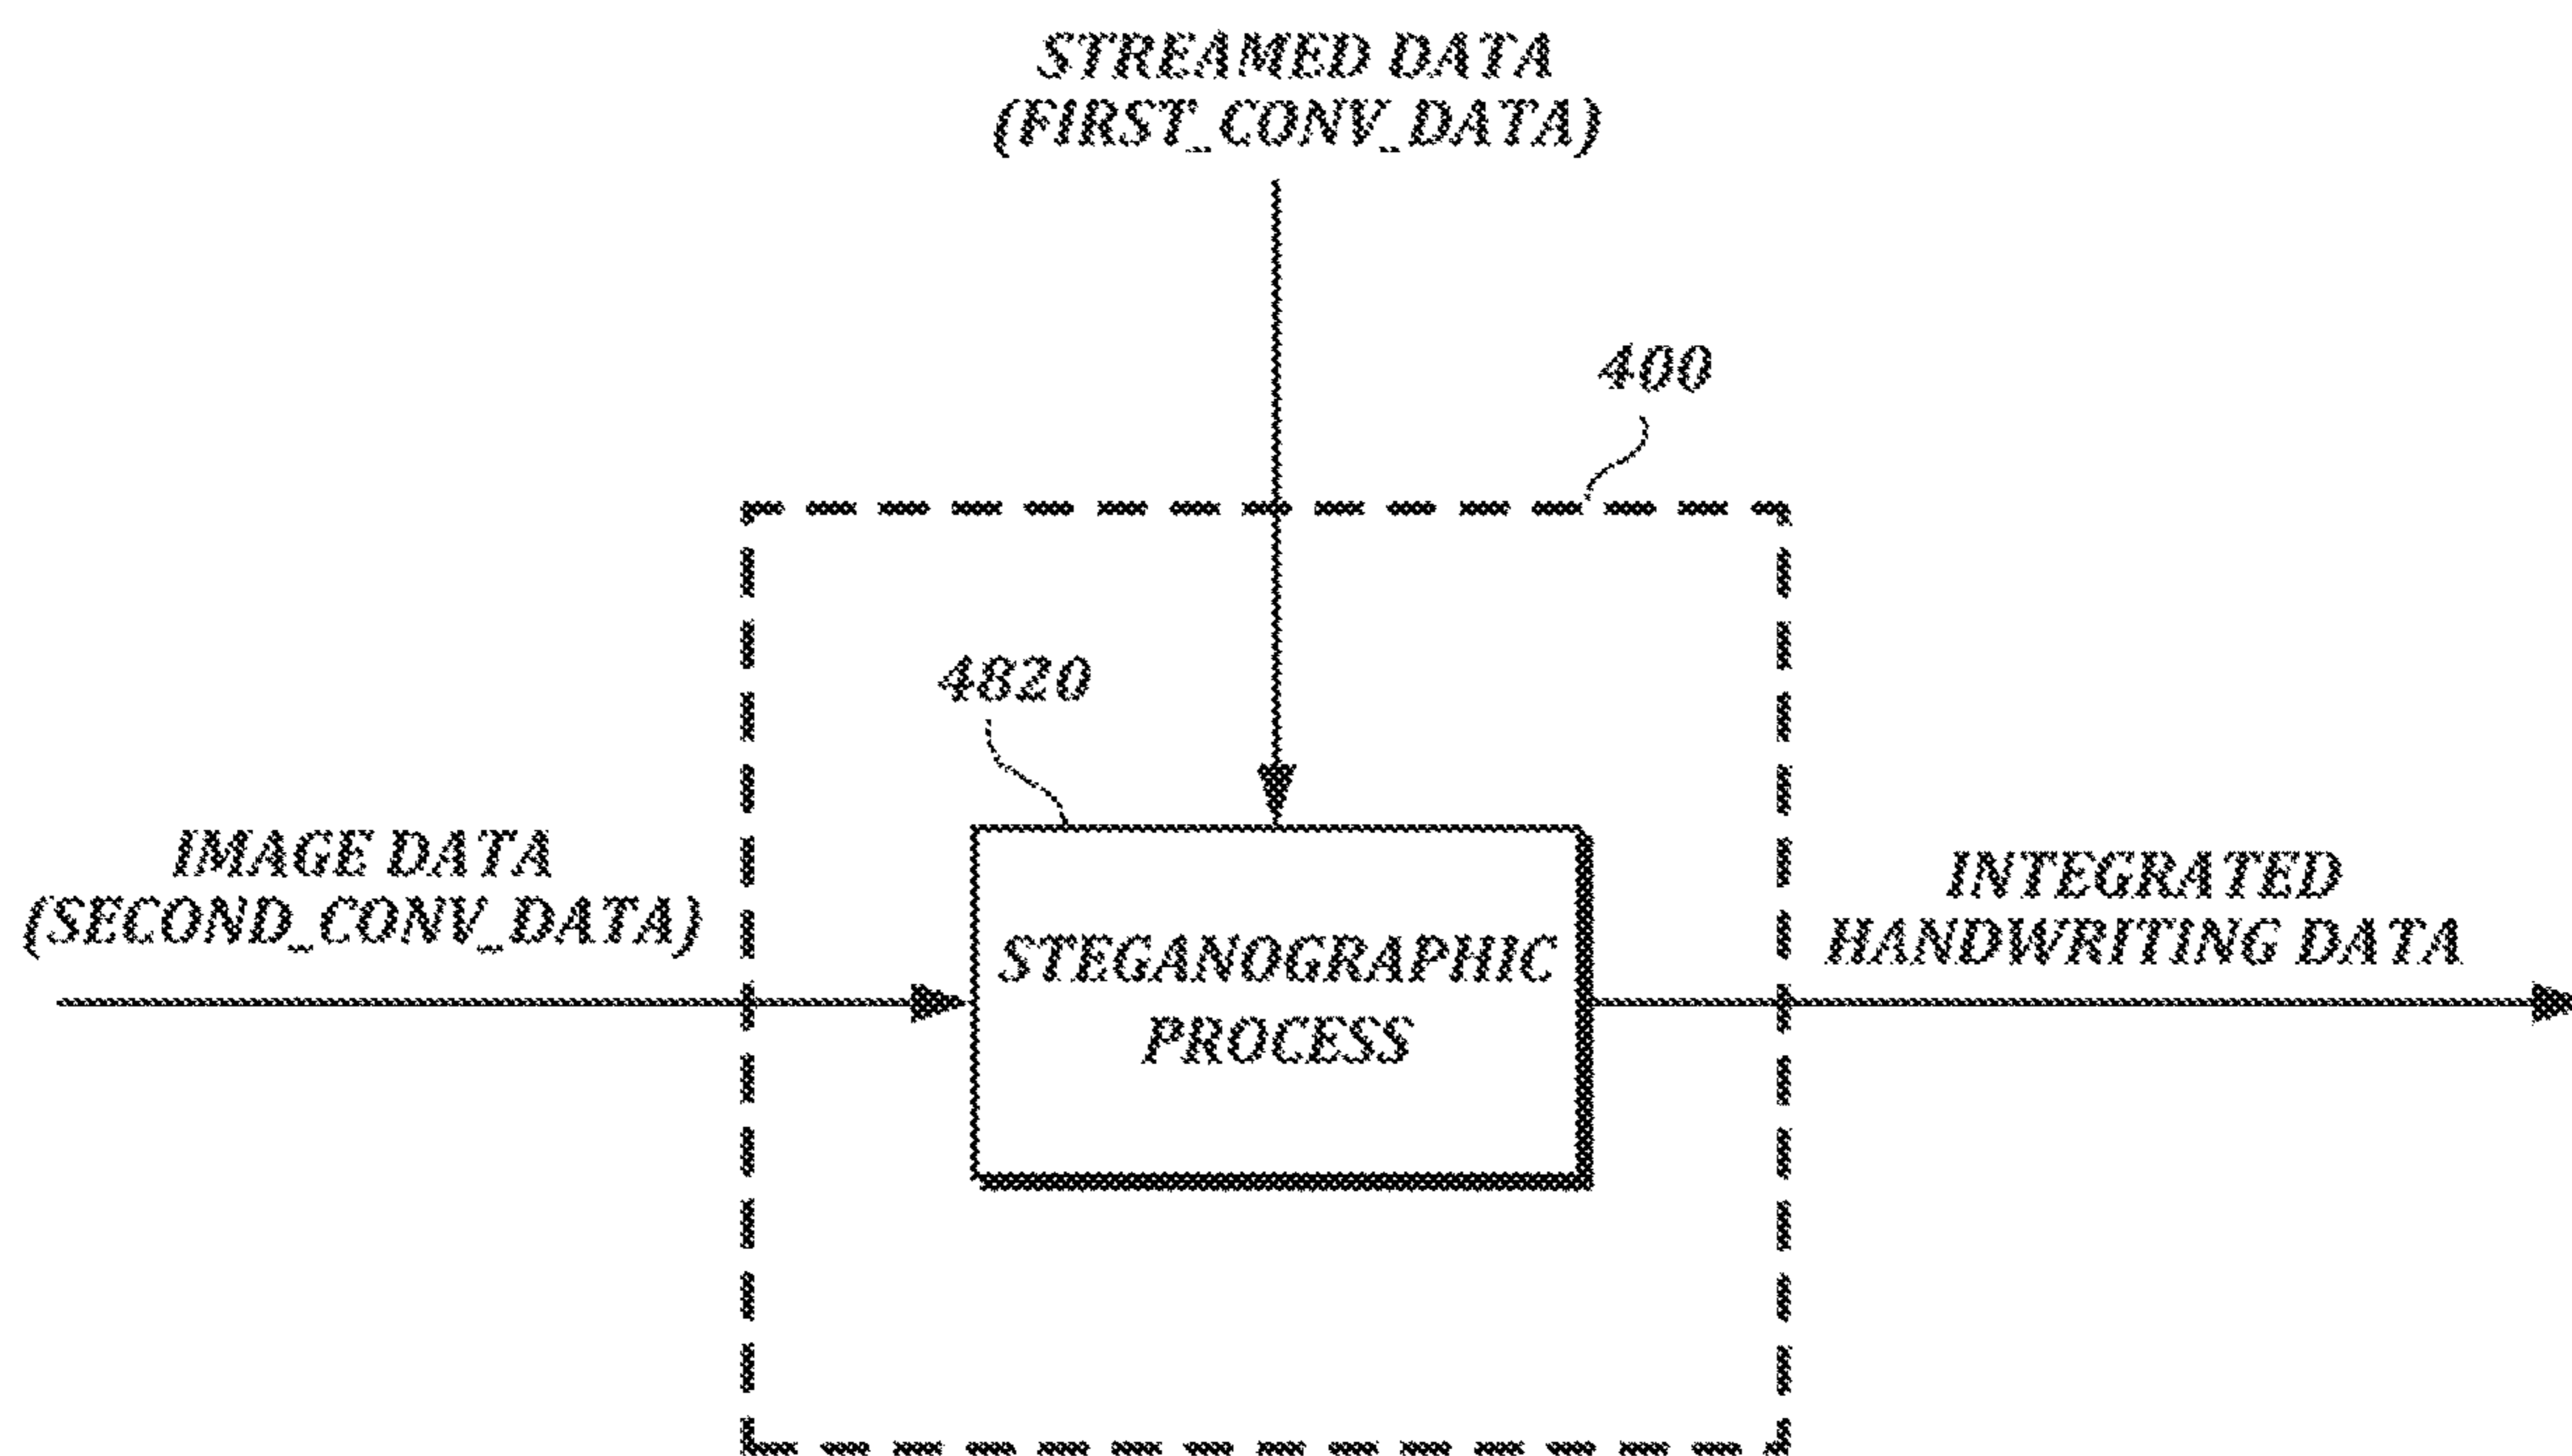 STREAMED DATA
(FIRST_CONV_DATA)
400
4820
IMAGE DATA
(SECOND_CONV_DATA)
STEGANOGRAPHIC
PROCESS
INTEGRATED
HANDWRITING DATA